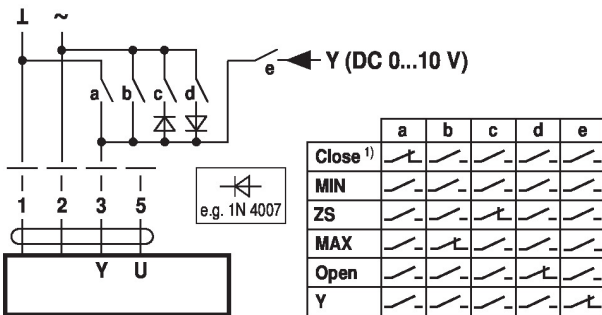 ⊥ ~
a b c d e Y (DC 0...10 V)
1 2 3 5
Y U
e.g. 1N 4007
a b c d e
Close 1)
MIN
ZS
MAX
Open
Y